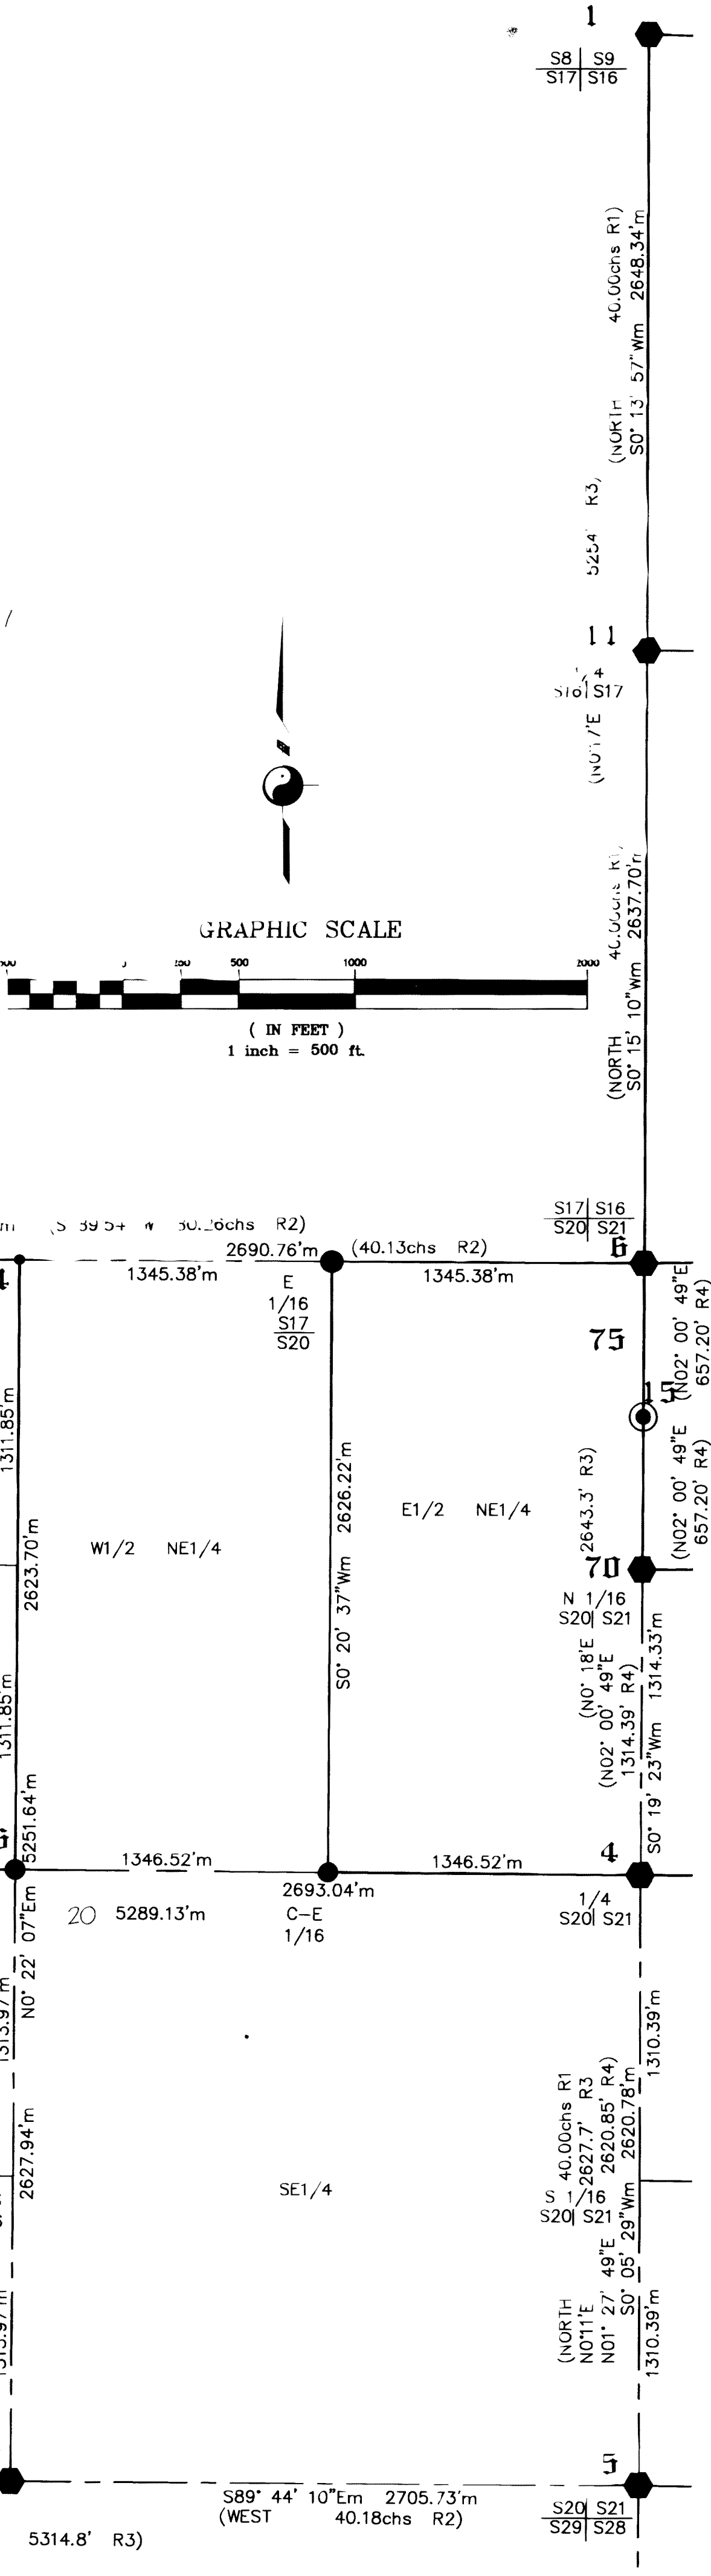 1
S8 S9
S17 S16
(NORTH 40.00chs R1)
S0° 13' 57"Wm 2648.34'm
5254' R3)
11
1/4
S16 S17
(NORTH
S0° 15' 10"Wm 2637.70'
GRAPHIC SCALE
500 1000 2000
( IN FEET )
1 inch = 500 ft.
S17 S16
S20 S21
R2)
2690.76'm (40.13chs R2)
6
1345.38'm 1345.38'm
E
1/16
S17
S20
(N02° 00' 49"E
657.20' R4)
75
15
1311.85'm
(N02° 00' 49"E
657.20' R4)
2643.3' R3)
2623.70'm
S0° 20' 37"Wm 2626.22'm
W1/2 NE1/4
E1/2 NE1/4
70
N 1/16
S20 S21
(N0° 18'E
(N02° 00' 49"E
1314.39' R4)
S0° 19' 23"Wm 1314.33'm
1311.85'm
5251.64'm
1346.52'm 1346.52'm
4
2693.04'm
20 5289.13'm
C-E
1/16
1/4
S20 S21
N0° 22' 07"Em
1313.97'm
2627.94'm
1310.39'm
SE1/4
(NORTH 40.00chs R1
N0°11'E 2627.7' R3
N01° 27' 49"E 2620.85' R4)
S0° 05' 29"Wm 2620.78'm
S 1/16
S20 S21
1310.39'm
1313.97'm
5
S89° 44' 10"Em 2705.73'm
(WEST 40.18chs R2)
S20 S21
S29 S28
5314.8' R3)